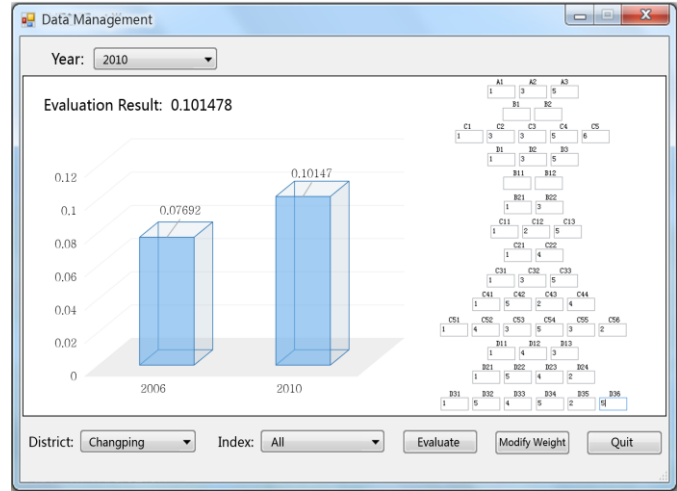 Data Management
Year: 2010
Evaluation Result: 0.101478
0.12
0.1
0.08
0.06
0.04
0.02
0
0.07692
0.10147
2006 2010
A1 A2 A3
1 3 5
B1 B2
C1 C2 C3 C4 C5
1 3 3 5 6
D1 D2 D3
1 3 5
B11 B12
B21 B22
1 3
C11 C12 C13
1 2 5
C21 C22
1 4
C31 C32 C33
1 3 5
C41 C42 C43 C44
1 5 2 4
C51 C52 C53 C54 C55 C56
1 4 3 5 3 2
D11 D12 D13
1 4 3
D21 D22 D23 D24
1 5 4 2
D31 D32 D33 D34 D35 D36
1 5 4 5 2 5
District: Changping Index: All Evaluate Modify Weight Quit